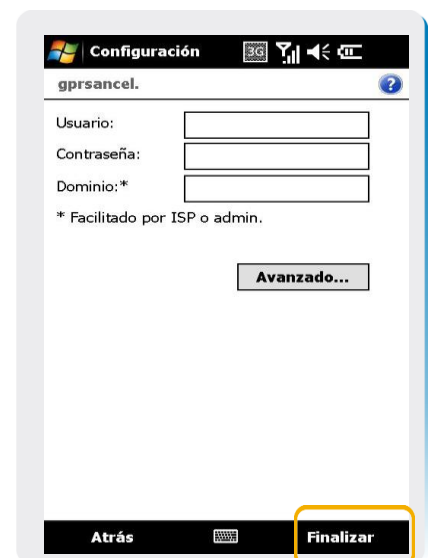 Configuración 3G
gprsancel. ?
Usuario:
Contraseña:
Dominio:*
* Facilitado por ISP o admin.
Avanzado...
Atrás Finalizar